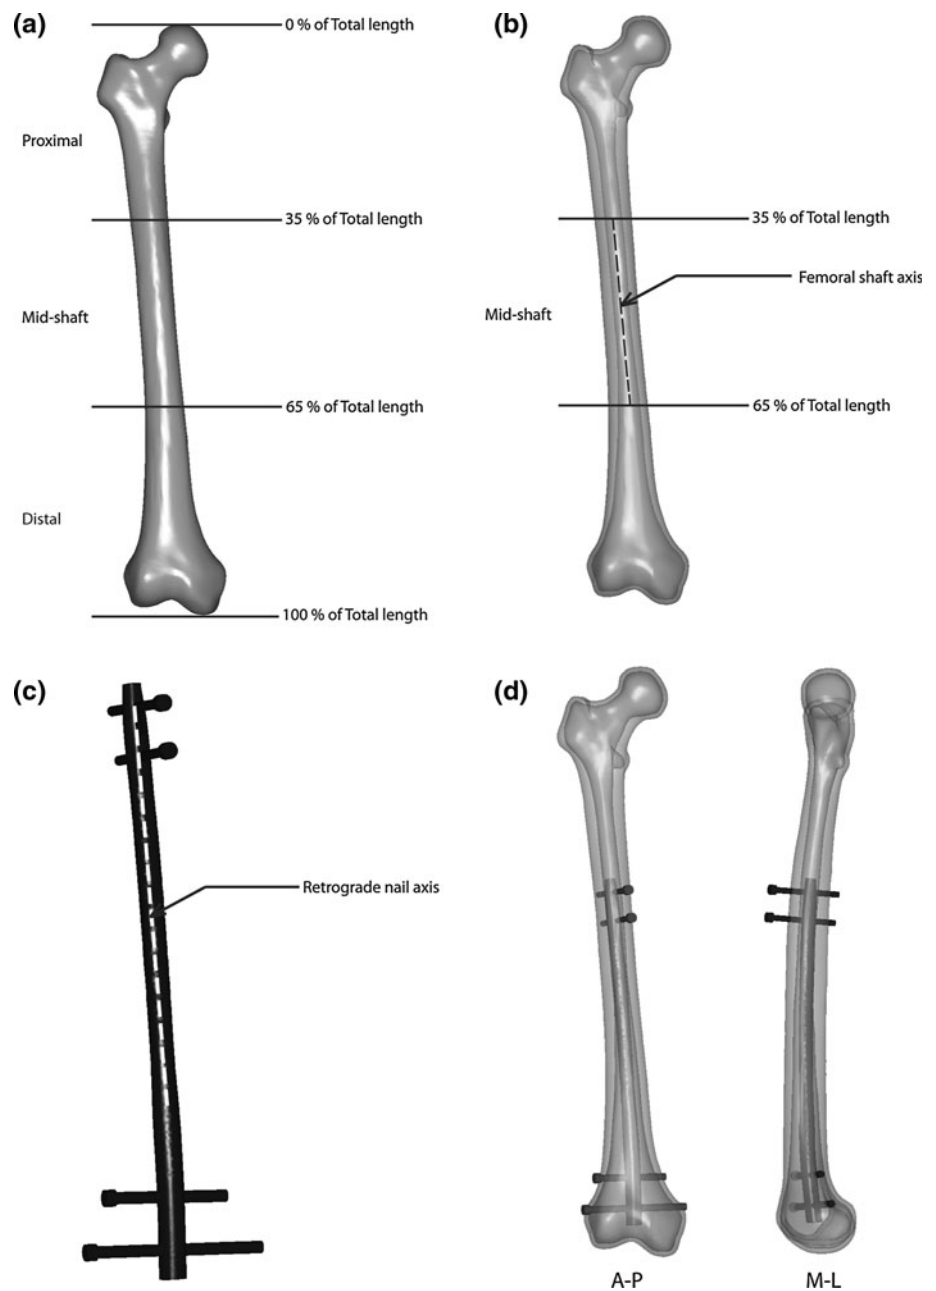 (a)
0 % of Total length
Proximal
35 % of Total length
Mid-shaft
65 % of Total length
Distal
100 % of Total length
(b)
35 % of Total length
Femoral shaft axis
Mid-shaft
65 % of Total length
(c)
Retrograde nail axis
(d)
A-P
M-L